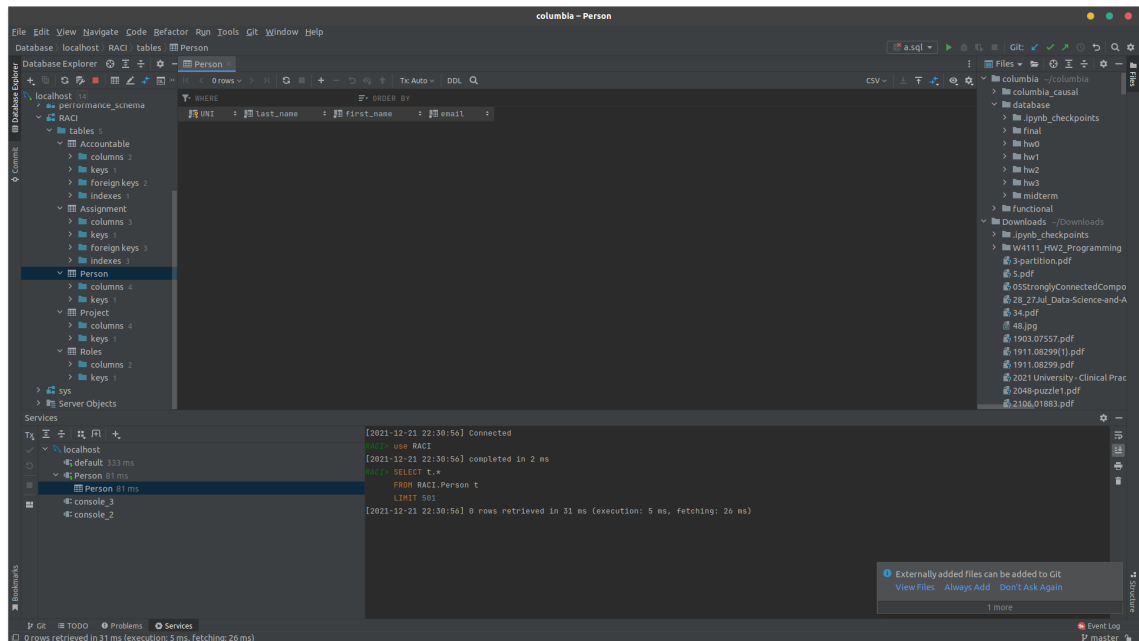 columbia – Person
File Edit View Navigate Code Refactor Run Tools Git Window Help
Database localhost RACI tables Person
a.sql
Git:
Database Explorer
Person
Files
0 rows
Tx: Auto
DDL
CSV
localhost 14
performance_schema
RACI
tables 5
Accountable
columns 2
keys 1
foreign keys 2
indexes 1
Assignment
columns 3
keys 1
foreign keys 3
indexes 3
Person
columns 4
keys 1
Project
columns 4
keys 1
Roles
columns 2
keys 1
sys
Server Objects
WHERE
ORDER BY
UNI last_name first_name email
columbia ~/columbia
columbia_causal
database
.ipynb_checkpoints
final
hw0
hw1
hw2
hw3
midterm
functional
Downloads ~/Downloads
.ipynb_checkpoints
W4111_HW2_Programming
3-partition.pdf
5.pdf
05StronglyConnectedCompo
28_27Jul_Data-Science-and-A
34.pdf
48.jpg
1903.07557(1).pdf
1911.08299(1).pdf
1911.08299.pdf
2021 University - Clinical Prac
2048-puzzle1.pdf
2106.01883.pdf
Database Explorer
Commit
Bookmarks
Files
Structure
Services
Tx
localhost
default 333 ms
Person 81 ms
Person 81 ms
console_3
console_2
[2021-12-21 22:30:56] Connected
RACI> use RACI
[2021-12-21 22:30:56] completed in 2 ms
RACI> SELECT t.*
FROM RACI.Person t
LIMIT 501
[2021-12-21 22:30:56] 0 rows retrieved in 31 ms (execution: 5 ms, fetching: 26 ms)
Externally added files can be added to Git
View Files Always Add Don't Ask Again
1 more
Git TODO Problems Services
Event Log
0 rows retrieved in 31 ms (execution: 5 ms, fetching: 26 ms)
master